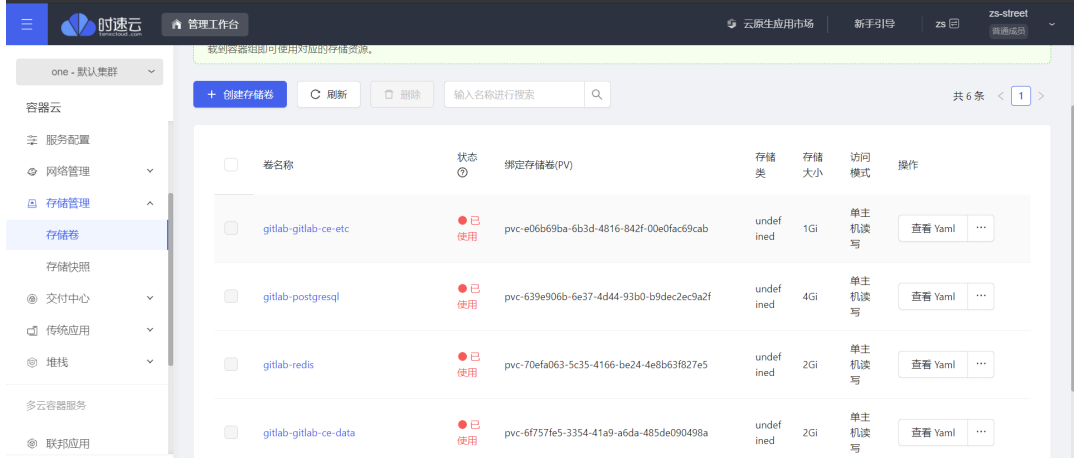 时速云
tenxcloud.com
管理工作台
云原生应用市场
新手引导
zs
zs-street
普通成员
one - 默认集群
容器云
服务配置
网络管理
存储管理
存储卷
存储快照
交付中心
传统应用
堆栈
多云容器服务
联邦应用
载到容器组即可使用对应的存储资源。
+ 创建存储卷
刷新
删除
输入名称进行搜索
共 6 条
<
1
>
卷名称
状态
绑定存储卷(PV)
存储
类
存储
大小
访问
模式
操作
gitlab-gitlab-ce-etc
已
使用
pvc-e06b69ba-6b3d-4816-842f-00e0fac69cab
undef
ined
1Gi
单主
机读
写
查看 Yaml
...
gitlab-postgresql
已
使用
pvc-639e906b-6e37-4d44-93b0-b9dec2ec9a2f
undef
ined
4Gi
单主
机读
写
查看 Yaml
...
gitlab-redis
已
使用
pvc-70efa063-5c35-4166-be24-4e8b63f827e5
undef
ined
2Gi
单主
机读
写
查看 Yaml
...
gitlab-gitlab-ce-data
已
使用
pvc-6f757fe5-3354-41a9-a6da-485de090498a
undef
ined
2Gi
单主
机读
写
查看 Yaml
...